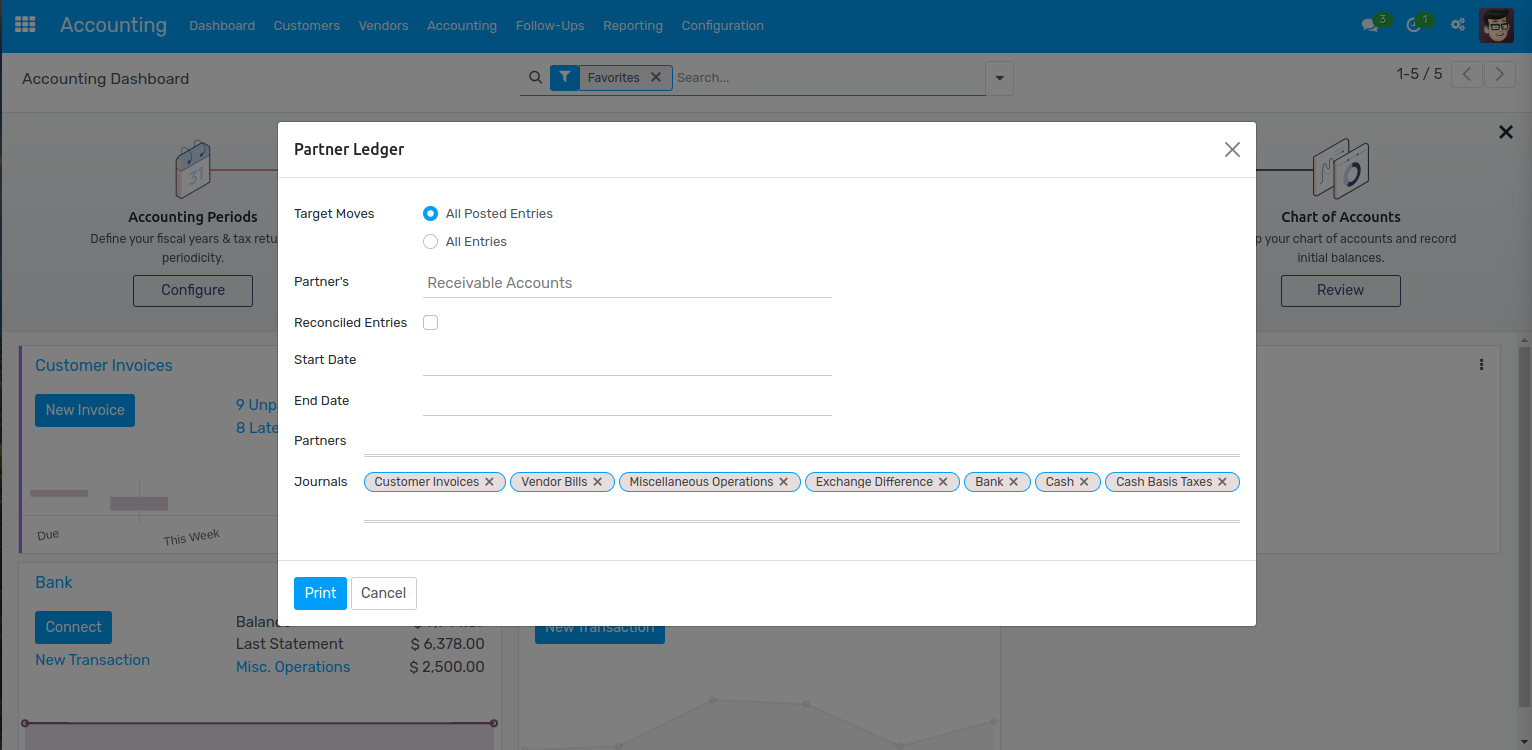 Accounting Dashboard Customers Vendors Accounting Follow-Ups Reporting Configuration 3 1
Accounting Dashboard Favorites Search... 1-5 / 5
Partner Ledger
31
Accounting Periods
Define your fiscal years & tax retu
periodicity.
Configure
Chart of Accounts
p your chart of accounts and record
initial balances.
Review
Target Moves All Posted Entries
All Entries
Partner's Receivable Accounts
Reconciled Entries
Start Date
End Date
Partners
Journals Customer Invoices Vendor Bills Miscellaneous Operations Exchange Difference Bank Cash Cash Basis Taxes
Print Cancel
Customer Invoices
New Invoice 9 Unp
8 Late
Due This Week
Bank
Connect Balance
Last Statement $ 6,378.00
New Transaction Misc. Operations $ 2,500.00
New Transaction